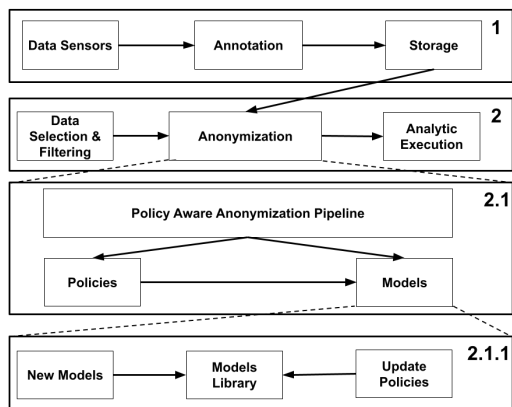 1
Data Sensors
Annotation
Storage
2
Data
Selection &
Filtering
Anonymization
Analytic
Execution
2.1
Policy Aware Anonymization Pipeline
Policies
Models
2.1.1
New Models
Models
Library
Update
Policies